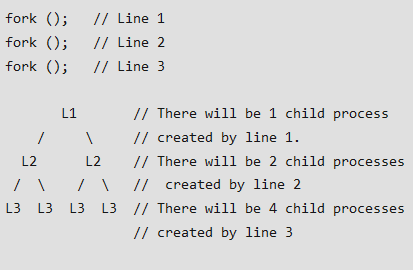 fork ();   // Line 1
fork ();   // Line 2
fork ();   // Line 3

       L1       // There will be 1 child process
    /     \     // created by line 1.
  L2      L2    // There will be 2 child processes
 /  \    /  \   //  created by line 2
L3  L3  L3  L3  // There will be 4 child processes
                // created by line 3